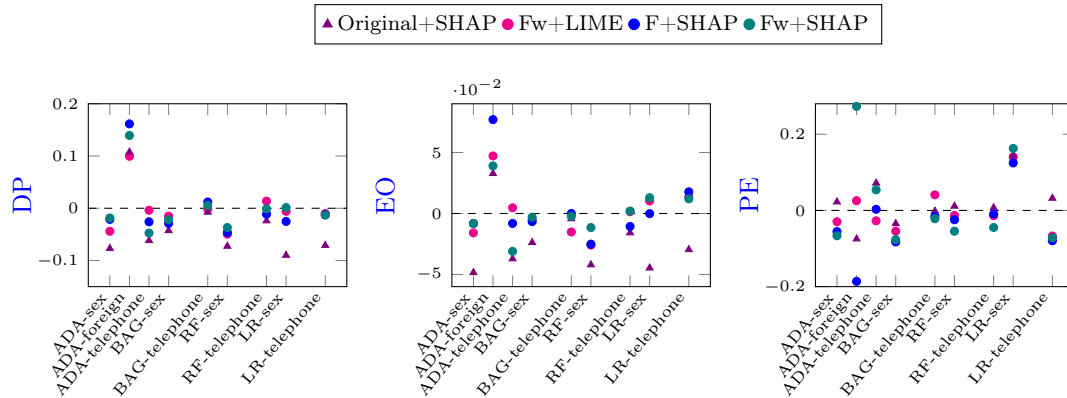 Original+SHAP Fw+LIME F+SHAP Fw+SHAP
DP
0.2
0.1
0
−0.1
ADA-sex
ADA-foreign
ADA-telephone
BAG-sex
BAG-telephone
RF-sex
RF-telephone
LR-sex
LR-telephone
EO
·10−2
5
0
−5
ADA-sex
ADA-foreign
ADA-telephone
BAG-sex
BAG-telephone
RF-sex
RF-telephone
LR-sex
LR-telephone
PE
0.2
0
−0.2
ADA-sex
ADA-foreign
ADA-telephone
BAG-sex
BAG-telephone
RF-sex
RF-telephone
LR-sex
LR-telephone